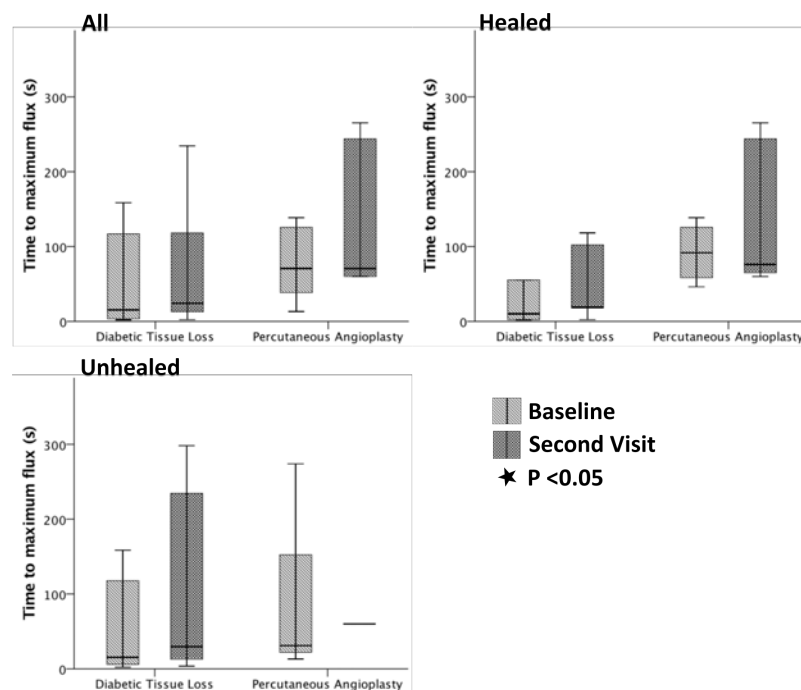 All
Time to maximum flux (s)
300
200
100
0
Diabetic Tissue Loss Percutaneous Angioplasty
Healed
Time to maximum flux (s)
300
200
100
0
Diabetic Tissue Loss Percutaneous Angioplasty
Unhealed
Time to maximum flux (s)
300
200
100
0
Diabetic Tissue Loss Percutaneous Angioplasty
Baseline
Second Visit
★ P <0.05